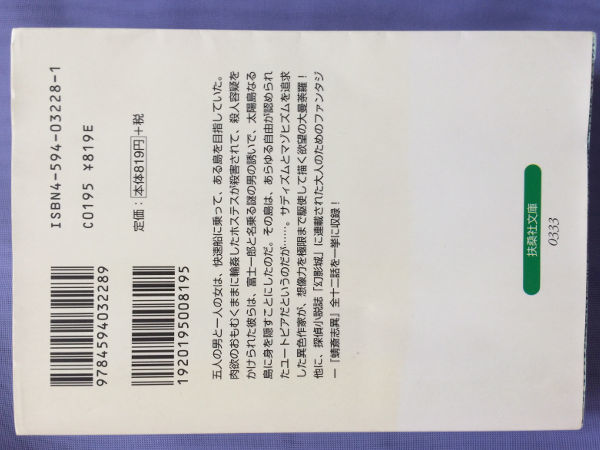 五人の男と一人の女は、快速船に乗って、ある島を目指していた。
肉欲のおもむくままに輪姦したホステスが殺害されて、殺人容疑を
かけられた彼らは、富士一郎と名乗る謎の男の誘いで、太陽島なる
島に身を隠すことにしたのだ。その島は、あらゆる自由が認められ
たユートピアだというのだが……。サディズムとマゾヒズムを追求
した異色作家が、想像力を極限まで駆使して描く欲望の大曼荼羅！
他に、探偵小説誌「幻影城」に連載された大人のためのファンタジ
ー『蜻斎志異』全十二話を一挙に収録！
9784594032289
1920195008195
ISBN4-594-03228-1
C0195 ¥819E
定価：本体819円+税
扶桑社文庫
0333